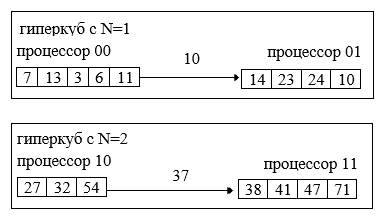 гиперкуб с N=1
процессор 00
процессор 01
10
7 13 3 6 11
14 23 24 10
гиперкуб с N=2
процессор 10
процессор 11
37
27 32 54
38 41 47 71